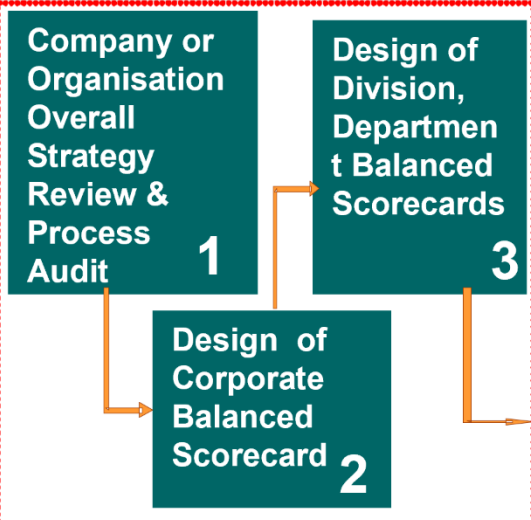 Company or
Organisation
Overall
Strategy
Review &
Process
Audit 1
Design of
Corporate
Balanced
Scorecard 2
Design of
Division,
Departmen
t Balanced
Scorecards
3